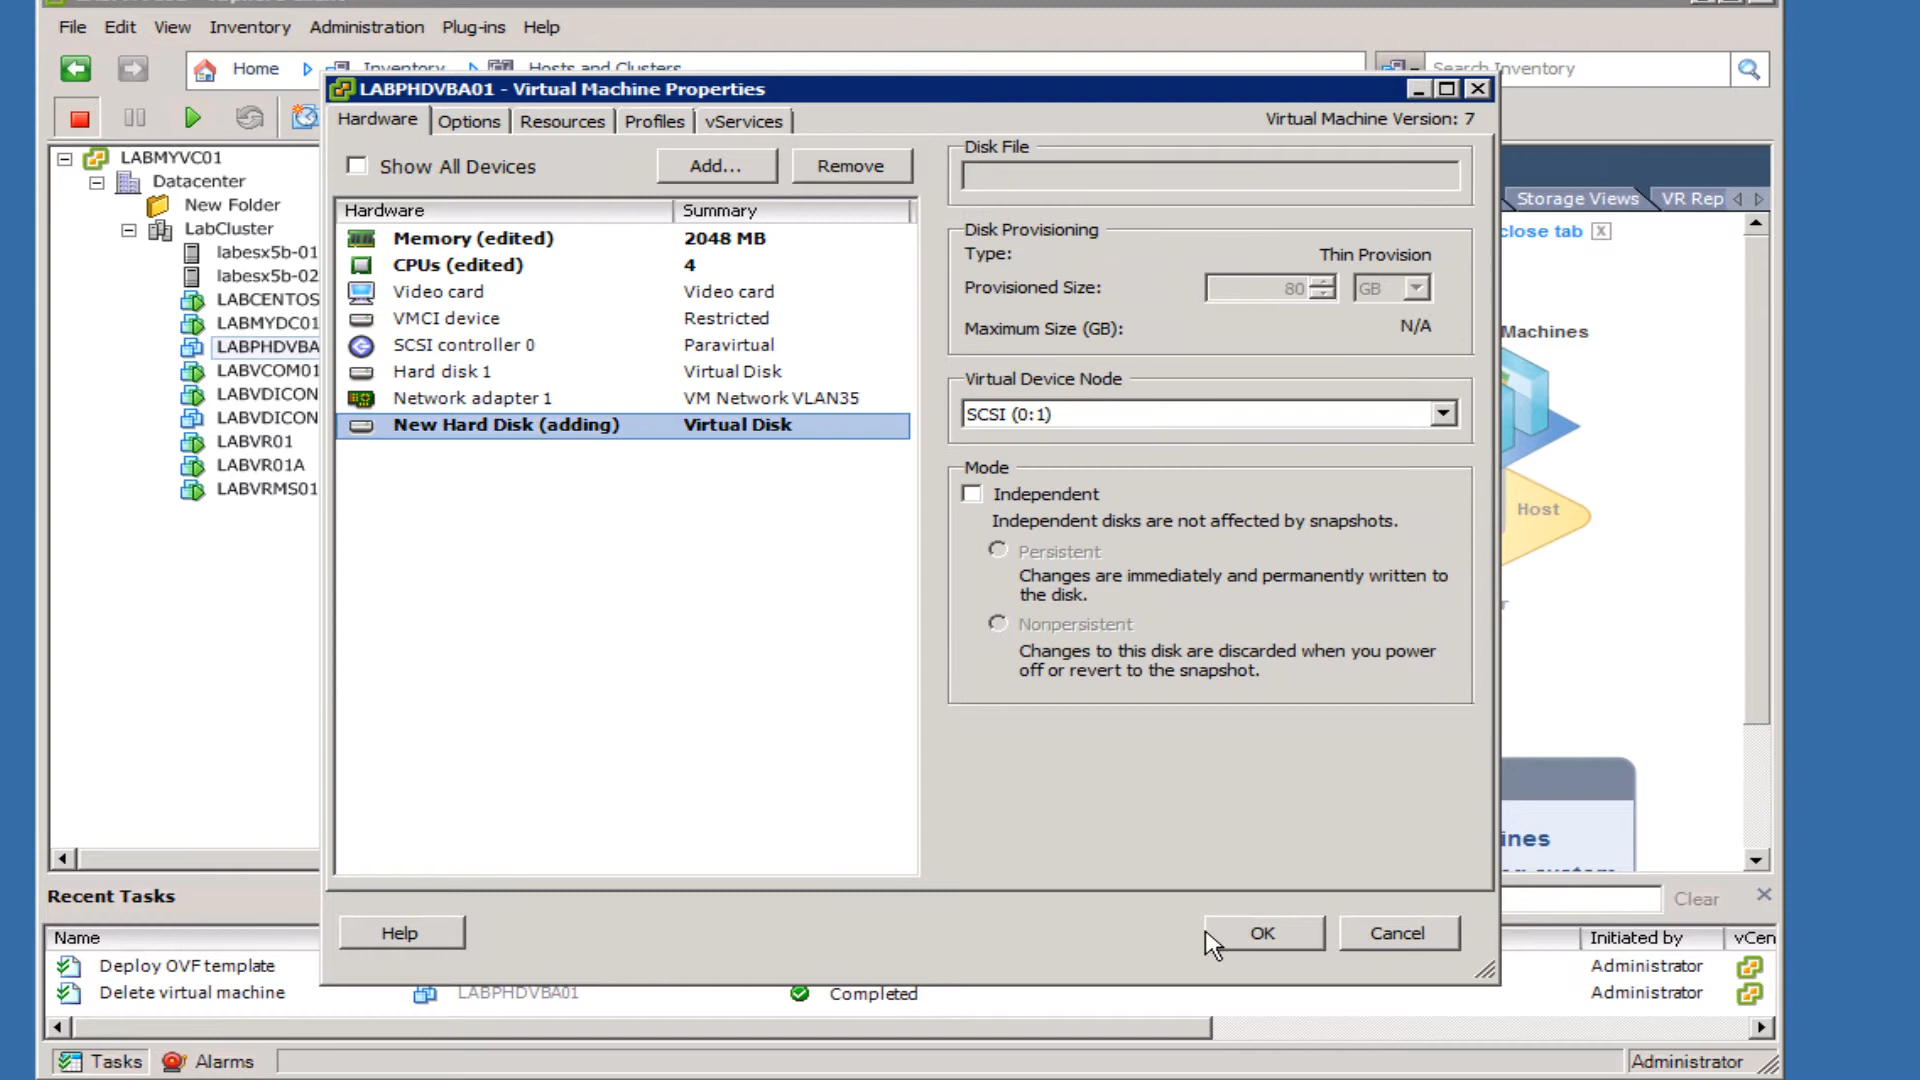 File Edit View Inventory Administration Plug-ins Help
Home Inventory Hosts and Clusters Search Inventory
LABPHDVBA01 - Virtual Machine Properties
Hardware Options Resources Profiles vServices Virtual Machine Version: 7
Show All Devices Add... Remove
Hardware Summary
Memory (edited) 2048 MB
CPUs (edited) 4
Video card Video card
VMCI device Restricted
SCSI controller 0 Paravirtual
Hard disk 1 Virtual Disk
Network adapter 1 VM Network VLAN35
New Hard Disk (adding) Virtual Disk
Disk File
Disk Provisioning
Type: Thin Provision
Provisioned Size: 80 GB
Maximum Size (GB): N/A
Virtual Device Node
SCSI (0:1)
Mode
Independent
Independent disks are not affected by snapshots.
Persistent
Changes are immediately and permanently written to
the disk.
Nonpersistent
Changes to this disk are discarded when you power
off or revert to the snapshot.
Help OK Cancel
LABMYVC01
Datacenter
New Folder
LabCluster
labesx5b-01
labesx5b-02
LABCENTOS
LABMYDC01
LABPHDVBA
LABVCOM01
LABVDICON
LABVDICON
LABVR01
LABVR01A
LABVRMS01
Storage Views VR Rep
close tab X
Machines
Host
ines
Recent Tasks Clear
Name Initiated by vCen
Deploy OVF template Administrator
Delete virtual machine LABPHDVBA01 Completed Administrator
Tasks Alarms Administrator